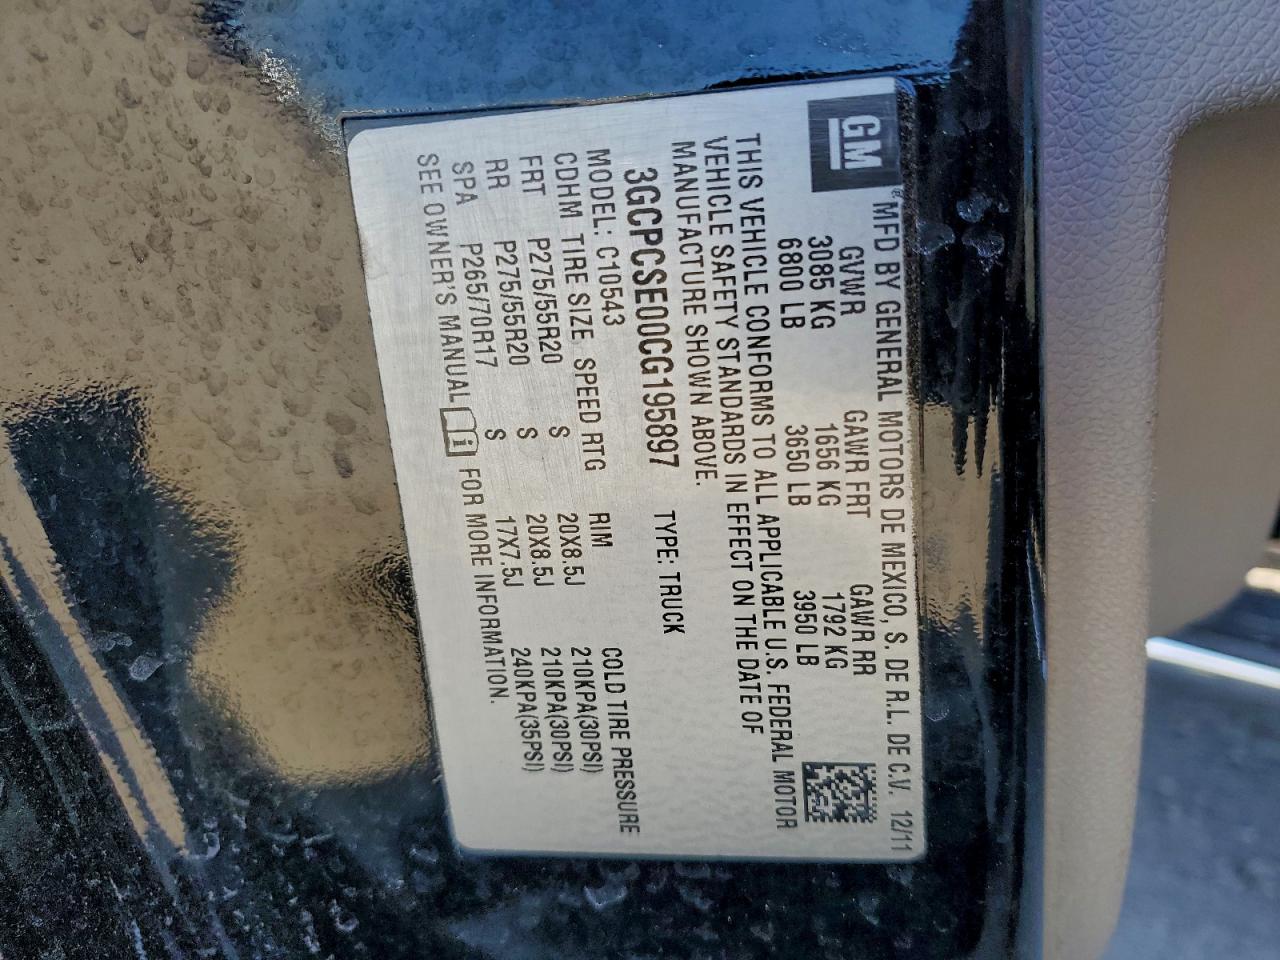 GM ® MFD BY GENERAL MOTORS DE MEXICO, S. DE R.L. DE C.V. 12/11
GVWR GAWR FRT GAWR RR
3085 KG 1656 KG 1792 KG
6800 LB 3650 LB 3950 LB
THIS VEHICLE CONFORMS TO ALL APPLICABLE U.S. FEDERAL MOTOR
VEHICLE SAFETY STANDARDS IN EFFECT ON THE DATE OF
MANUFACTURE SHOWN ABOVE.
3GCPCSE00CG195897 TYPE: TRUCK
MODEL: C10543
CDHM TIRE SIZE SPEED RTG RIM COLD TIRE PRESSURE
FRT P275/55R20 S 20X8.5J 210KPA(30PSI)
RR P275/55R20 S 20X8.5J 210KPA(30PSI)
SPA P265/70R17 S 17X7.5J 240KPA(35PSI)
SEE OWNER'S MANUAL i FOR MORE INFORMATION.